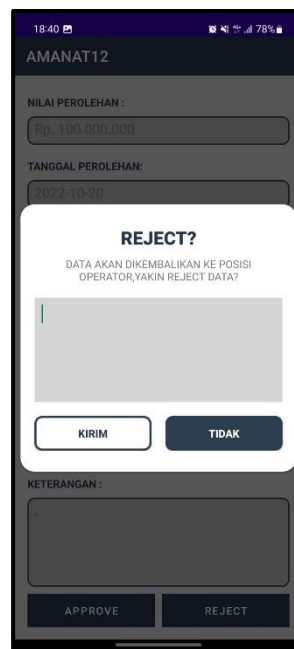 18:40 78%
AMANAT12
NILAI PEROLEHAN :
Rp. 100.000.000
TANGGAL PEROLEHAN:
2022-10-20
REJECT?
DATA AKAN DIKEMBALIKAN KE POSISI
OPERATOR,YAKIN REJECT DATA?
KIRIM TIDAK
KETERANGAN :
-
APPROVE REJECT